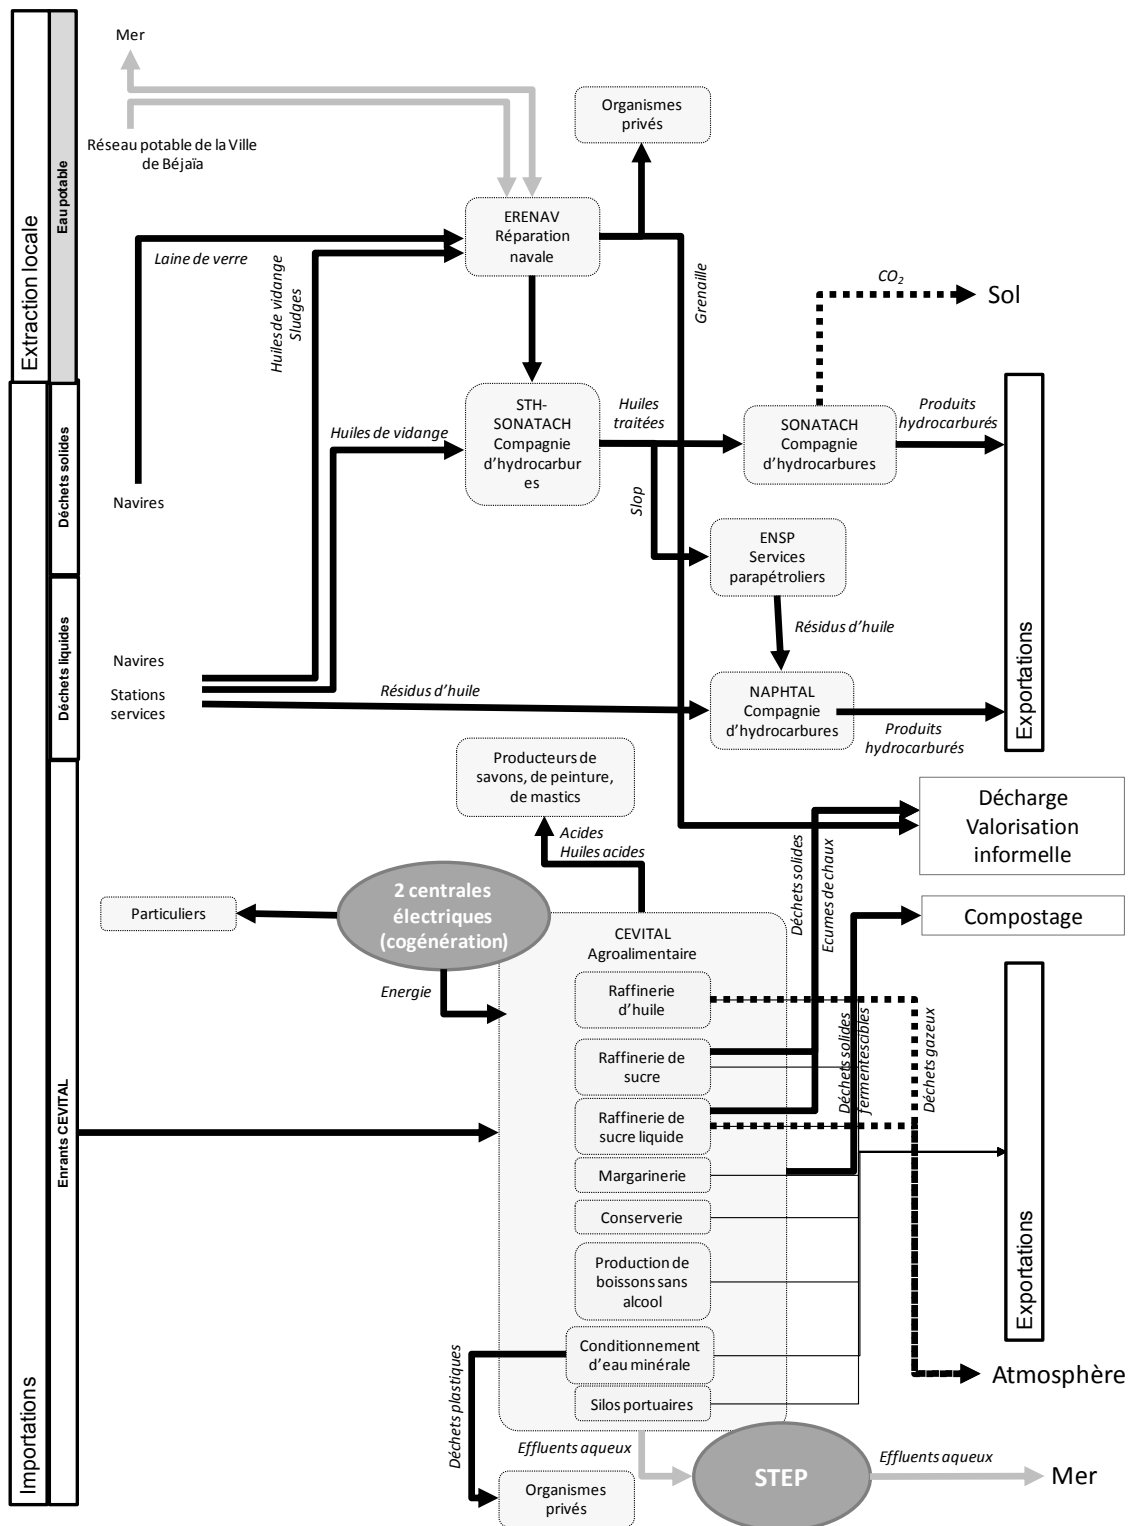 Mer
Réseau potable de la Ville
de Béjaïa
Extraction locale
Eau potable
Organismes
privés
ERENAV
Réparation
navale
Laine de verre
Huiles de vidange
Sludges
Grenaille
CO₂
Sol
Déchets solides
Navires
Huiles de vidange
STH-
SONATACH
Compagnie
d'hydrocarbur
es
Huiles
traitées
SONATACH
Compagnie
d'hydrocarbures
Produits
hydrocarburés
Slop
ENSP
Services
parapétroliers
Résidus d'huile
Exportations
Déchets liquides
Navires
Stations
services
Résidus d'huile
NAPHTAL
Compagnie
d'hydrocarbures
Produits
hydrocarburés
Producteurs de
savons, de peinture,
de mastics
Acides
Huiles acides
Déchets solides
Ecumes de chaux
Décharge
Valorisation
informelle
Compostage
Particuliers
2 centrales
électriques
(cogénération)
Energie
CEVITAL
Agroalimentaire
Raffinerie
d'huile
Raffinerie de
sucre
Raffinerie de
sucre liquide
Margarinerie
Conserverie
Production de
boissons sans
alcool
Conditionnement
d'eau minérale
Silos portuaires
Déchets solides
fermentescibles
Déchets gazeux
Exportations
Atmosphère
Importations
Enrants CEVITAL
Déchets plastiques
Effluents aqueux
STEP
Effluents aqueux
Mer
Organismes
privés